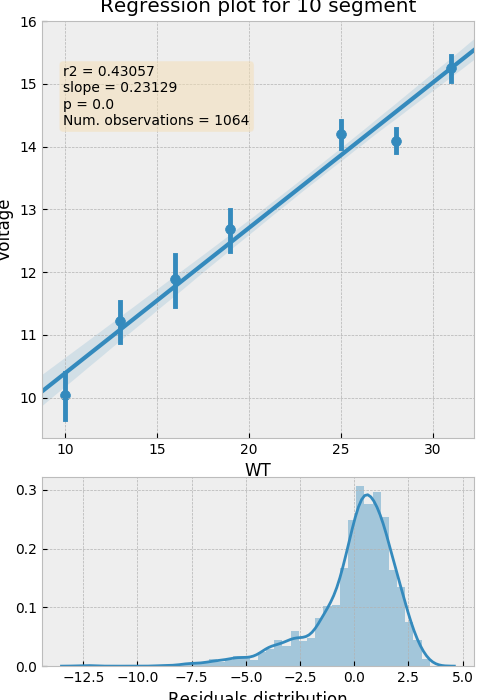 Regression plot for 10 segment
16
15
14
13
12
11
10
voltage
r2 = 0.43057
slope = 0.23129
p = 0.0
Num. observations = 1064
10 15 20 25 30
WT
0.3
0.2
0.1
0.0
−12.5 −10.0 −7.5 −5.0 −2.5 0.0 2.5 5.0
Residuals distribution